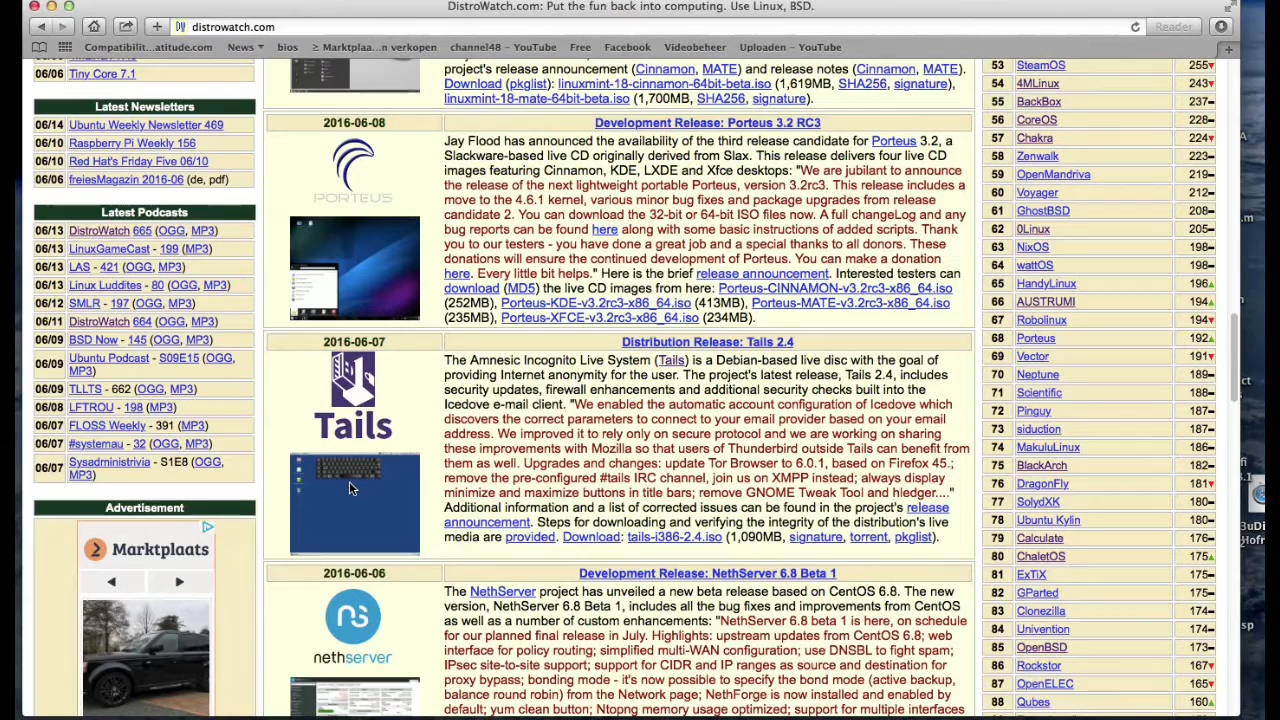 DistroWatch.com: Put the fun back into computing. Use Linux, BSD.
distrowatch.com
Reader
Compatibilit...atitude.com News bios ≥ Marktplaa...n verkopen channel48 – YouTube Free Facebook Videobeheer Uploaden – YouTube
06/06 Tiny Core 7.1
Latest Newsletters
06/14 Ubuntu Weekly Newsletter 469
06/10 Raspberry Pi Weekly 156
06/10 Red Hat's Friday Five 06/10
06/06 freiesMagazin 2016-06 (de, pdf)
Latest Podcasts
06/13 DistroWatch 665 (OGG, MP3)
06/13 LinuxGameCast - 199 (MP3)
06/13 LAS - 421 (OGG, MP3)
06/13 Linux Luddites - 80 (OGG, MP3)
06/13 SMLR - 197 (OGG, MP3)
06/11 DistroWatch 664 (OGG, MP3)
06/09 BSD Now - 145 (OGG, MP3)
06/09 Ubuntu Podcast - S09E15 (OGG,
MP3)
06/09 TLLTS - 662 (OGG, MP3)
06/08 LFTROU - 198 (MP3)
06/07 FLOSS Weekly - 391 (MP3)
06/07 #systemau - 32 (OGG, MP3)
06/07 Sysadministrivia - S1E8 (OGG,
MP3)
Advertisement
Marktplaats
project's release announcement (Cinnamon, MATE) and release notes (Cinnamon, MATE).
Download (pkglist): linuxmint-18-cinnamon-64bit-beta.iso (1,619MB, SHA256, signature),
linuxmint-18-mate-64bit-beta.iso (1,700MB, SHA256, signature).
2016-06-08 Development Release: Porteus 3.2 RC3
PORTEUS
Jay Flood has announced the availability of the third release candidate for Porteus 3.2, a
Slackware-based live CD originally derived from Slax. This release delivers four live CD
images featuring Cinnamon, KDE, LXDE and Xfce desktops: "We are jubilant to announce
the release of the next lightweight portable Porteus, version 3.2rc3. This release includes a
move to the 4.6.1 kernel, various minor bug fixes and package upgrades from release
candidate 2. You can download the 32-bit or 64-bit ISO files now. A full changeLog and any
bug reports can be found here along with some basic instructions of added scripts. Thank
you to our testers - you have done a great job and a special thanks to all donors. These
donations will ensure the continued development of Porteus. You can make a donation
here. Every little bit helps." Here is the brief release announcement. Interested testers can
download (MD5) the live CD images from here: Porteus-CINNAMON-v3.2rc3-x86_64.iso
(252MB), Porteus-KDE-v3.2rc3-x86_64.iso (413MB), Porteus-MATE-v3.2rc3-x86_64.iso
(235MB), Porteus-XFCE-v3.2rc3-x86_64.iso (234MB).
2016-06-07 Distribution Release: Tails 2.4
Tails
The Amnesic Incognito Live System (Tails) is a Debian-based live disc with the goal of
providing Internet anonymity for the user. The project's latest release, Tails 2.4, includes
security updates, firewall enhancements and additional security checks built into the
Icedove e-mail client. "We enabled the automatic account configuration of Icedove which
discovers the correct parameters to connect to your email provider based on your email
address. We improved it to rely only on secure protocol and we are working on sharing
these improvements with Mozilla so that users of Thunderbird outside Tails can benefit from
them as well. Upgrades and changes: update Tor Browser to 6.0.1, based on Firefox 45.;
remove the pre-configured #tails IRC channel, join us on XMPP instead; always display
minimize and maximize buttons in title bars; remove GNOME Tweak Tool and hledger...."
Additional information and a list of corrected issues can be found in the project's release
announcement. Steps for downloading and verifying the integrity of the distribution's live
media are provided. Download: tails-i386-2.4.iso (1,090MB, signature, torrent, pkglist).
2016-06-06 Development Release: NethServer 6.8 Beta 1
ns
nethserver
The NethServer project has unveiled a new beta release based on CentOS 6.8. The new
version, NethServer 6.8 Beta 1, includes all the bug fixes and improvements from CentOS
as well as a number of custom enhancements: "NethServer 6.8 beta 1 is here, on schedule
for our planned final release in July. Highlights: upstream updates from CentOS 6.8; web
interface for policy routing; simplified multi-WAN configuration; use DNSBL to fight spam;
IPsec site-to-site support; support for CIDR and IP ranges as source and destination for
proxy bypass; bonding mode - it's now possible to specify the bond mode (active backup,
balance round robin) from the Network page; NethForge is now installed and enabled by
default; yum clean button; Ntopng memory usage optimized; support for multiple interfaces
53 SteamOS 255
54 4MLinux 243
55 BackBox 237
56 CoreOS 228
57 Chakra 224
58 Zenwalk 223
59 OpenMandriva 219
60 Voyager 212
61 GhostBSD 208
62 0Linux 205
63 NixOS 198
64 wattOS 198
65 HandyLinux 196
66 AUSTRUMI 194
67 Robolinux 193
68 Porteus 192
69 Vector 191
70 Neptune 189
71 Scientific 188
72 Pinguy 187
73 siduction 187
74 MakuluLinux 186
75 BlackArch 182
76 DragonFly 181
77 SolydXK 180
78 Ubuntu Kylin 180
79 Calculate 176
80 ChaletOS 175
81 ExTiX 175
82 GParted 175
83 Clonezilla 174
84 Univention 174
85 OpenBSD 173
86 Rockstor 167
87 OpenELEC 165
88 Qubes 160